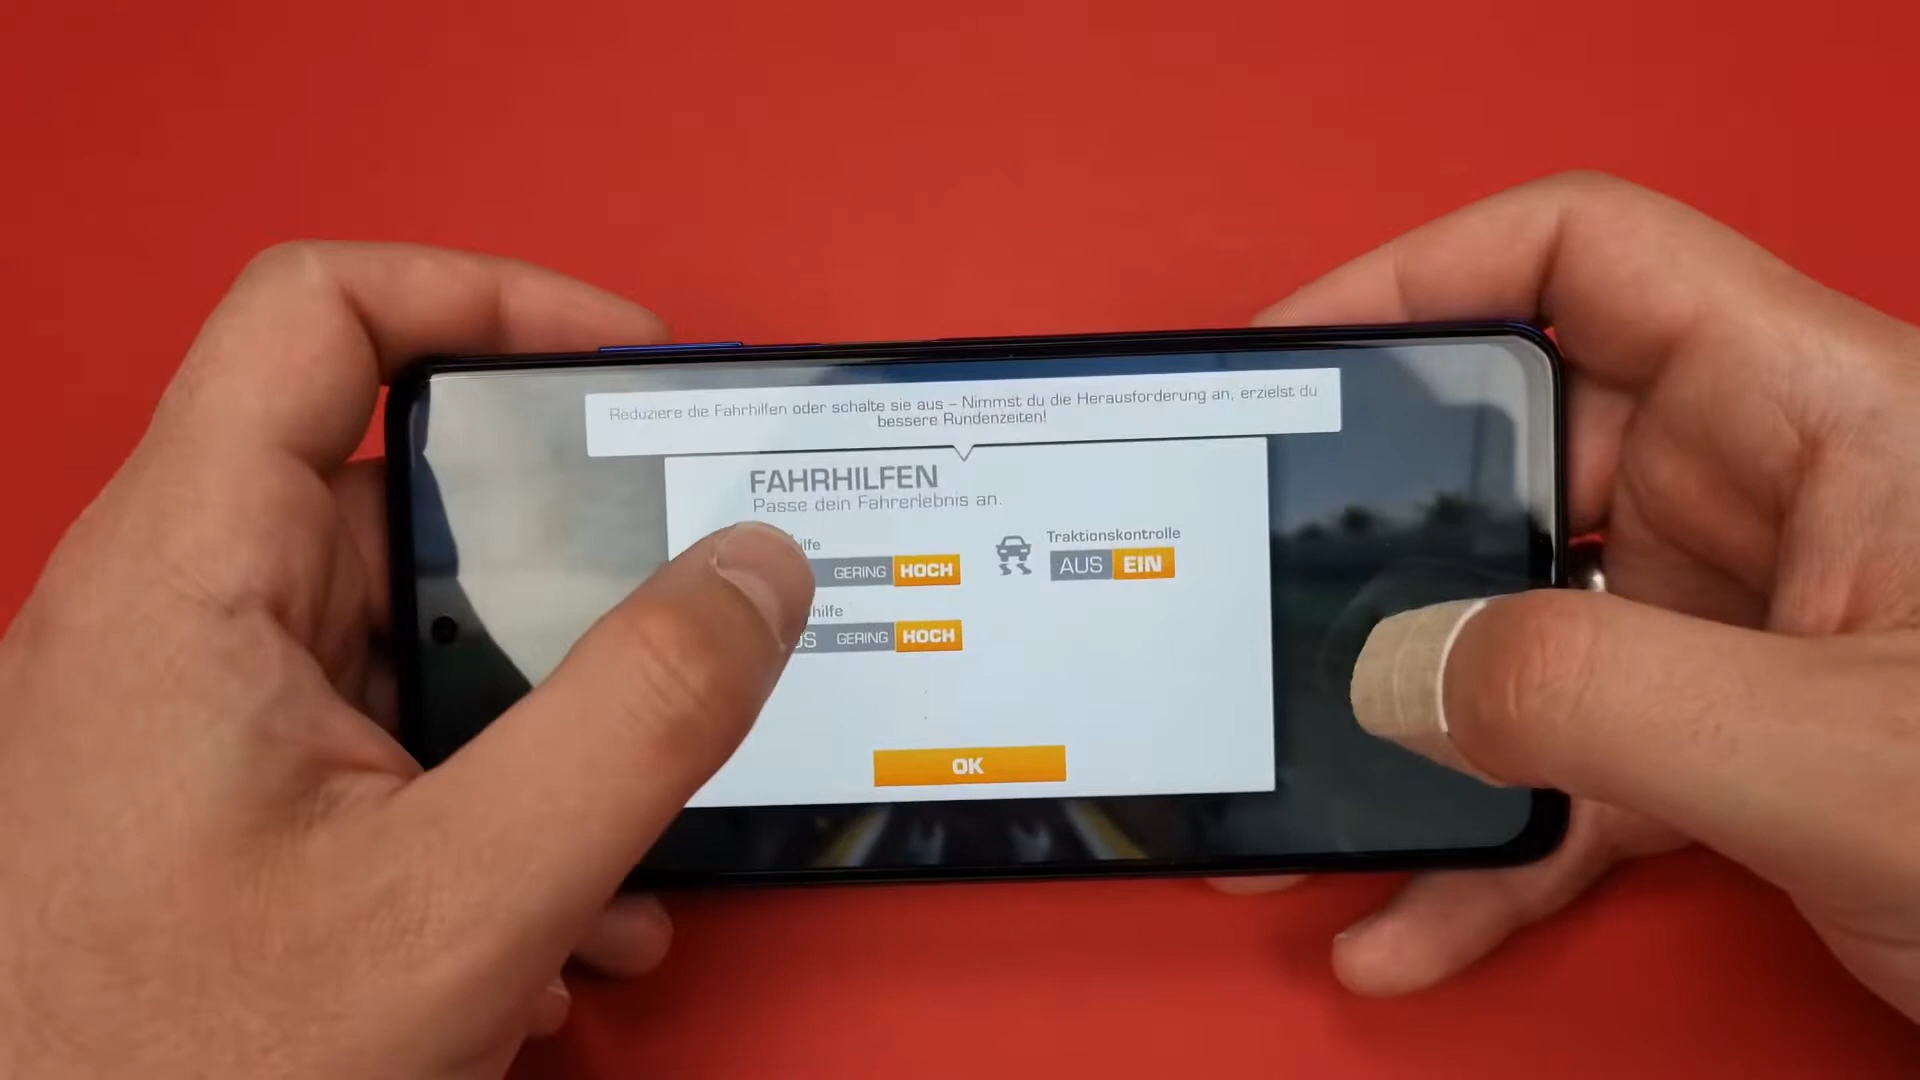 Reduziere die Fahrhilfen oder schalte sie aus – Nimmst du die Herausforderung an, erzielst du
bessere Rundenzeiten!
FAHRHILFEN
Passe dein Fahrerlebnis an.
GERING HOCH
Traktionskontrolle
AUS EIN
GERING HOCH
OK